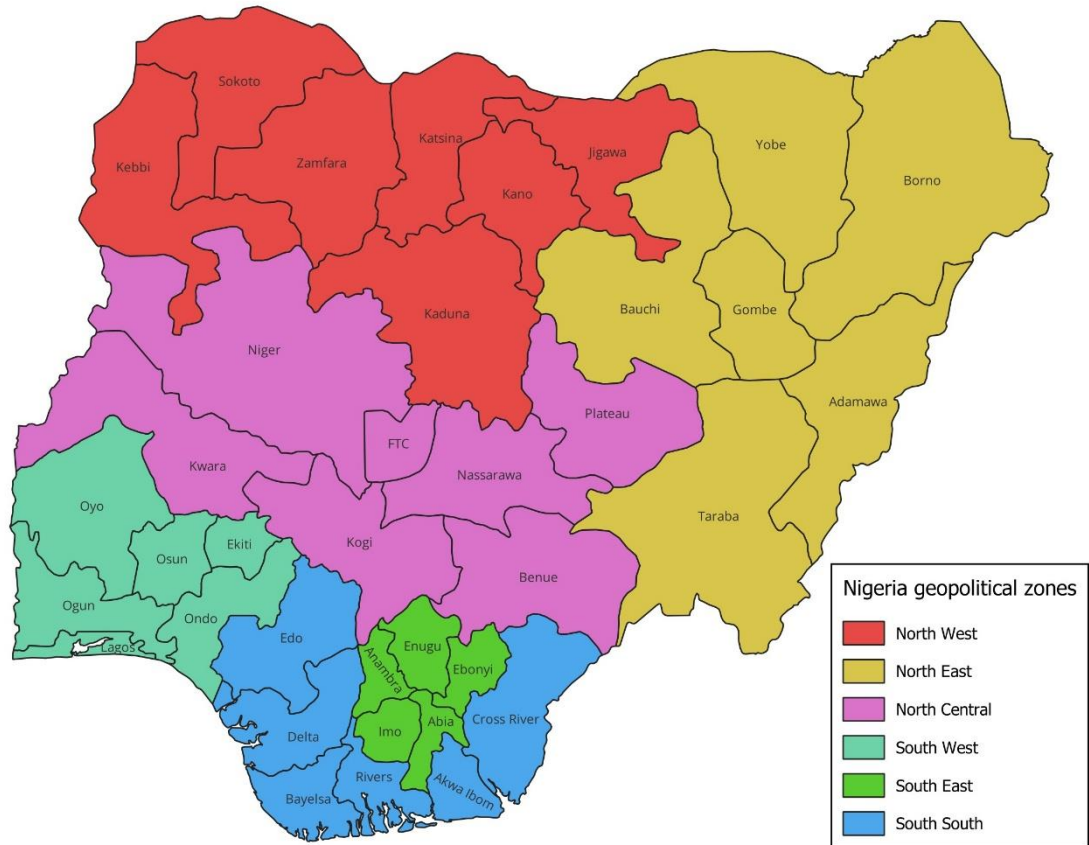 Sokoto
Katsina
Kebbi
Zamfara
Jigawa
Kano
Yobe
Borno
Kaduna
Bauchi
Gombe
Niger
Adamawa
Plateau
FTC
Kwara
Nassarawa
Oyo
Taraba
Kogi
Osun
Ekiti
Benue
Ogun
Ondo
Edo
Lagos
Enugu
Anambra
Ebonyi
Cross River
Abia
Imo
Delta
Rivers
Akwa Ibom
Bayelsa
Nigeria geopolitical zones
North West
North East
North Central
South West
South East
South South